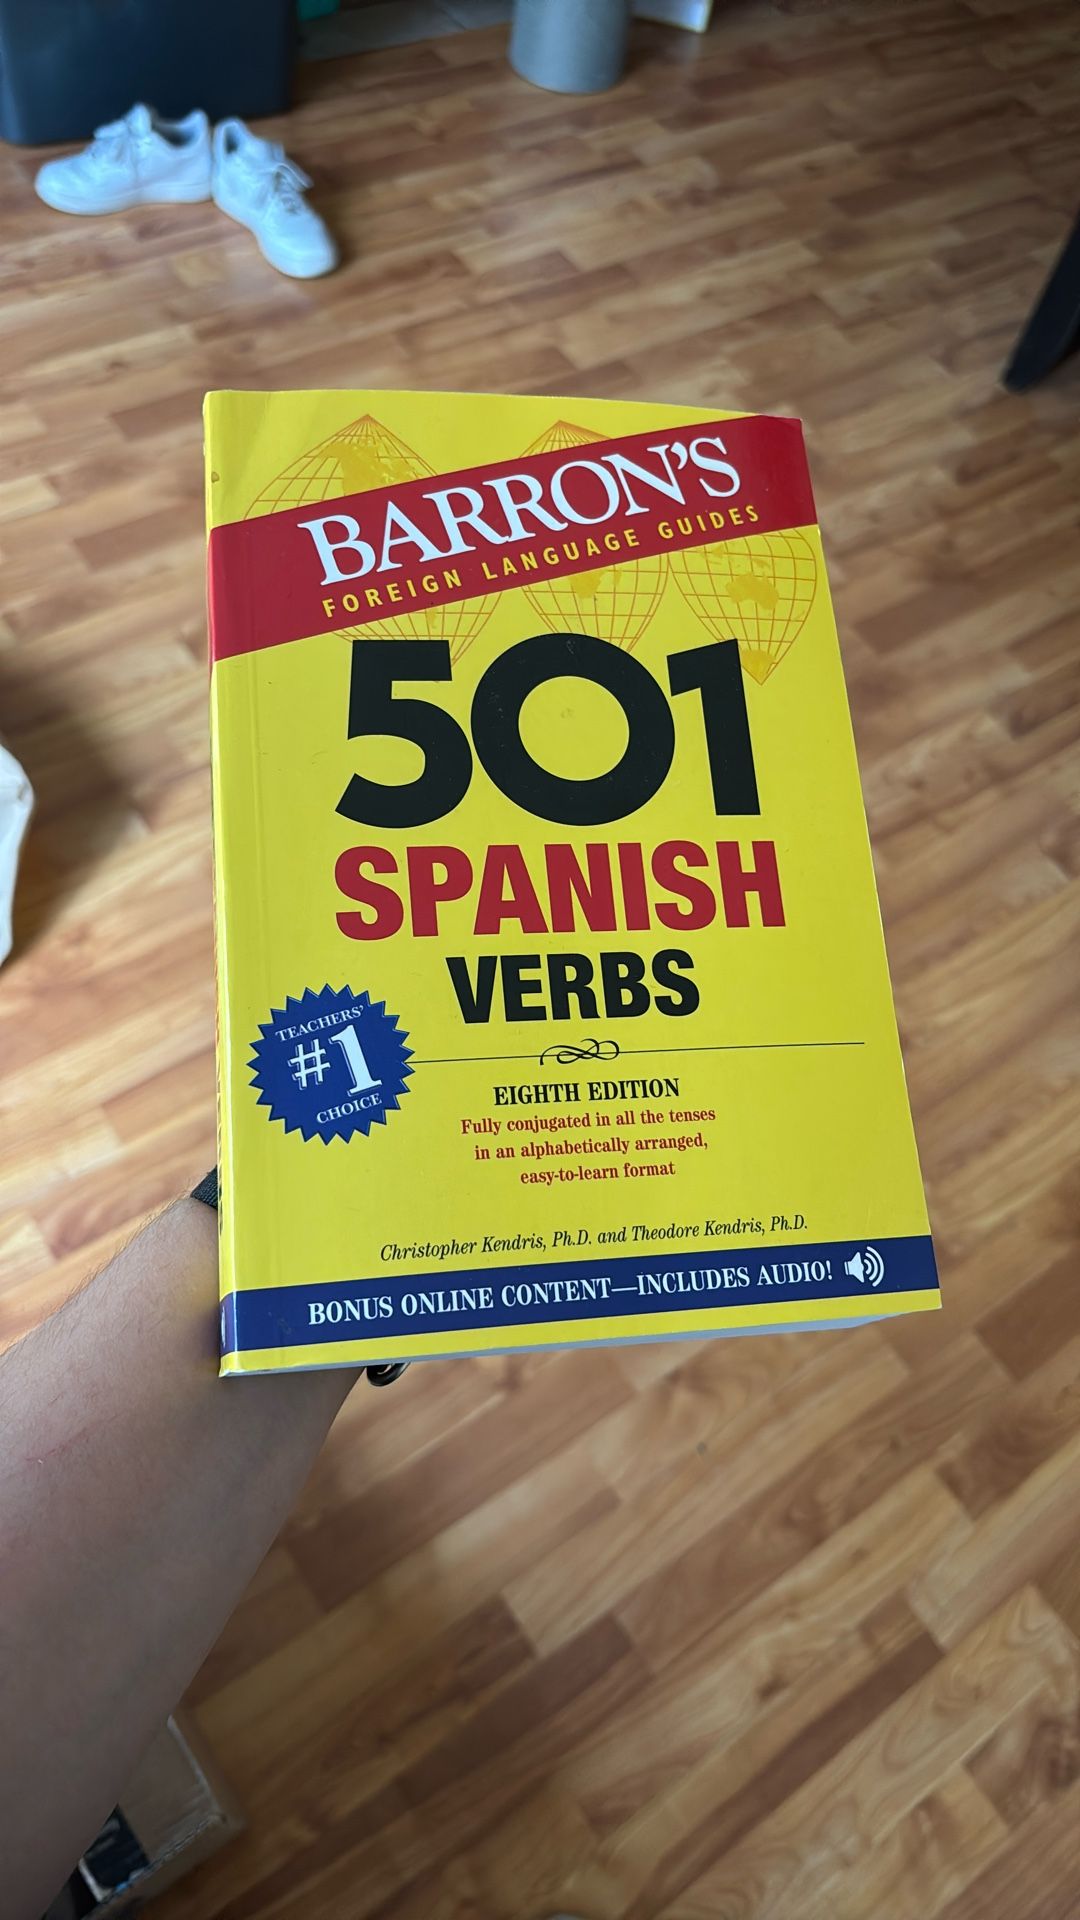 BARRON'S
FOREIGN LANGUAGE GUIDES
501
SPANISH
VERBS
TEACHERS'
#1
CHOICE
EIGHTH EDITION
Fully conjugated in all the tenses
in an alphabetically arranged,
easy-to-learn format
Christopher Kendris, Ph.D. and Theodore Kendris, Ph.D.
BONUS ONLINE CONTENT—INCLUDES AUDIO!